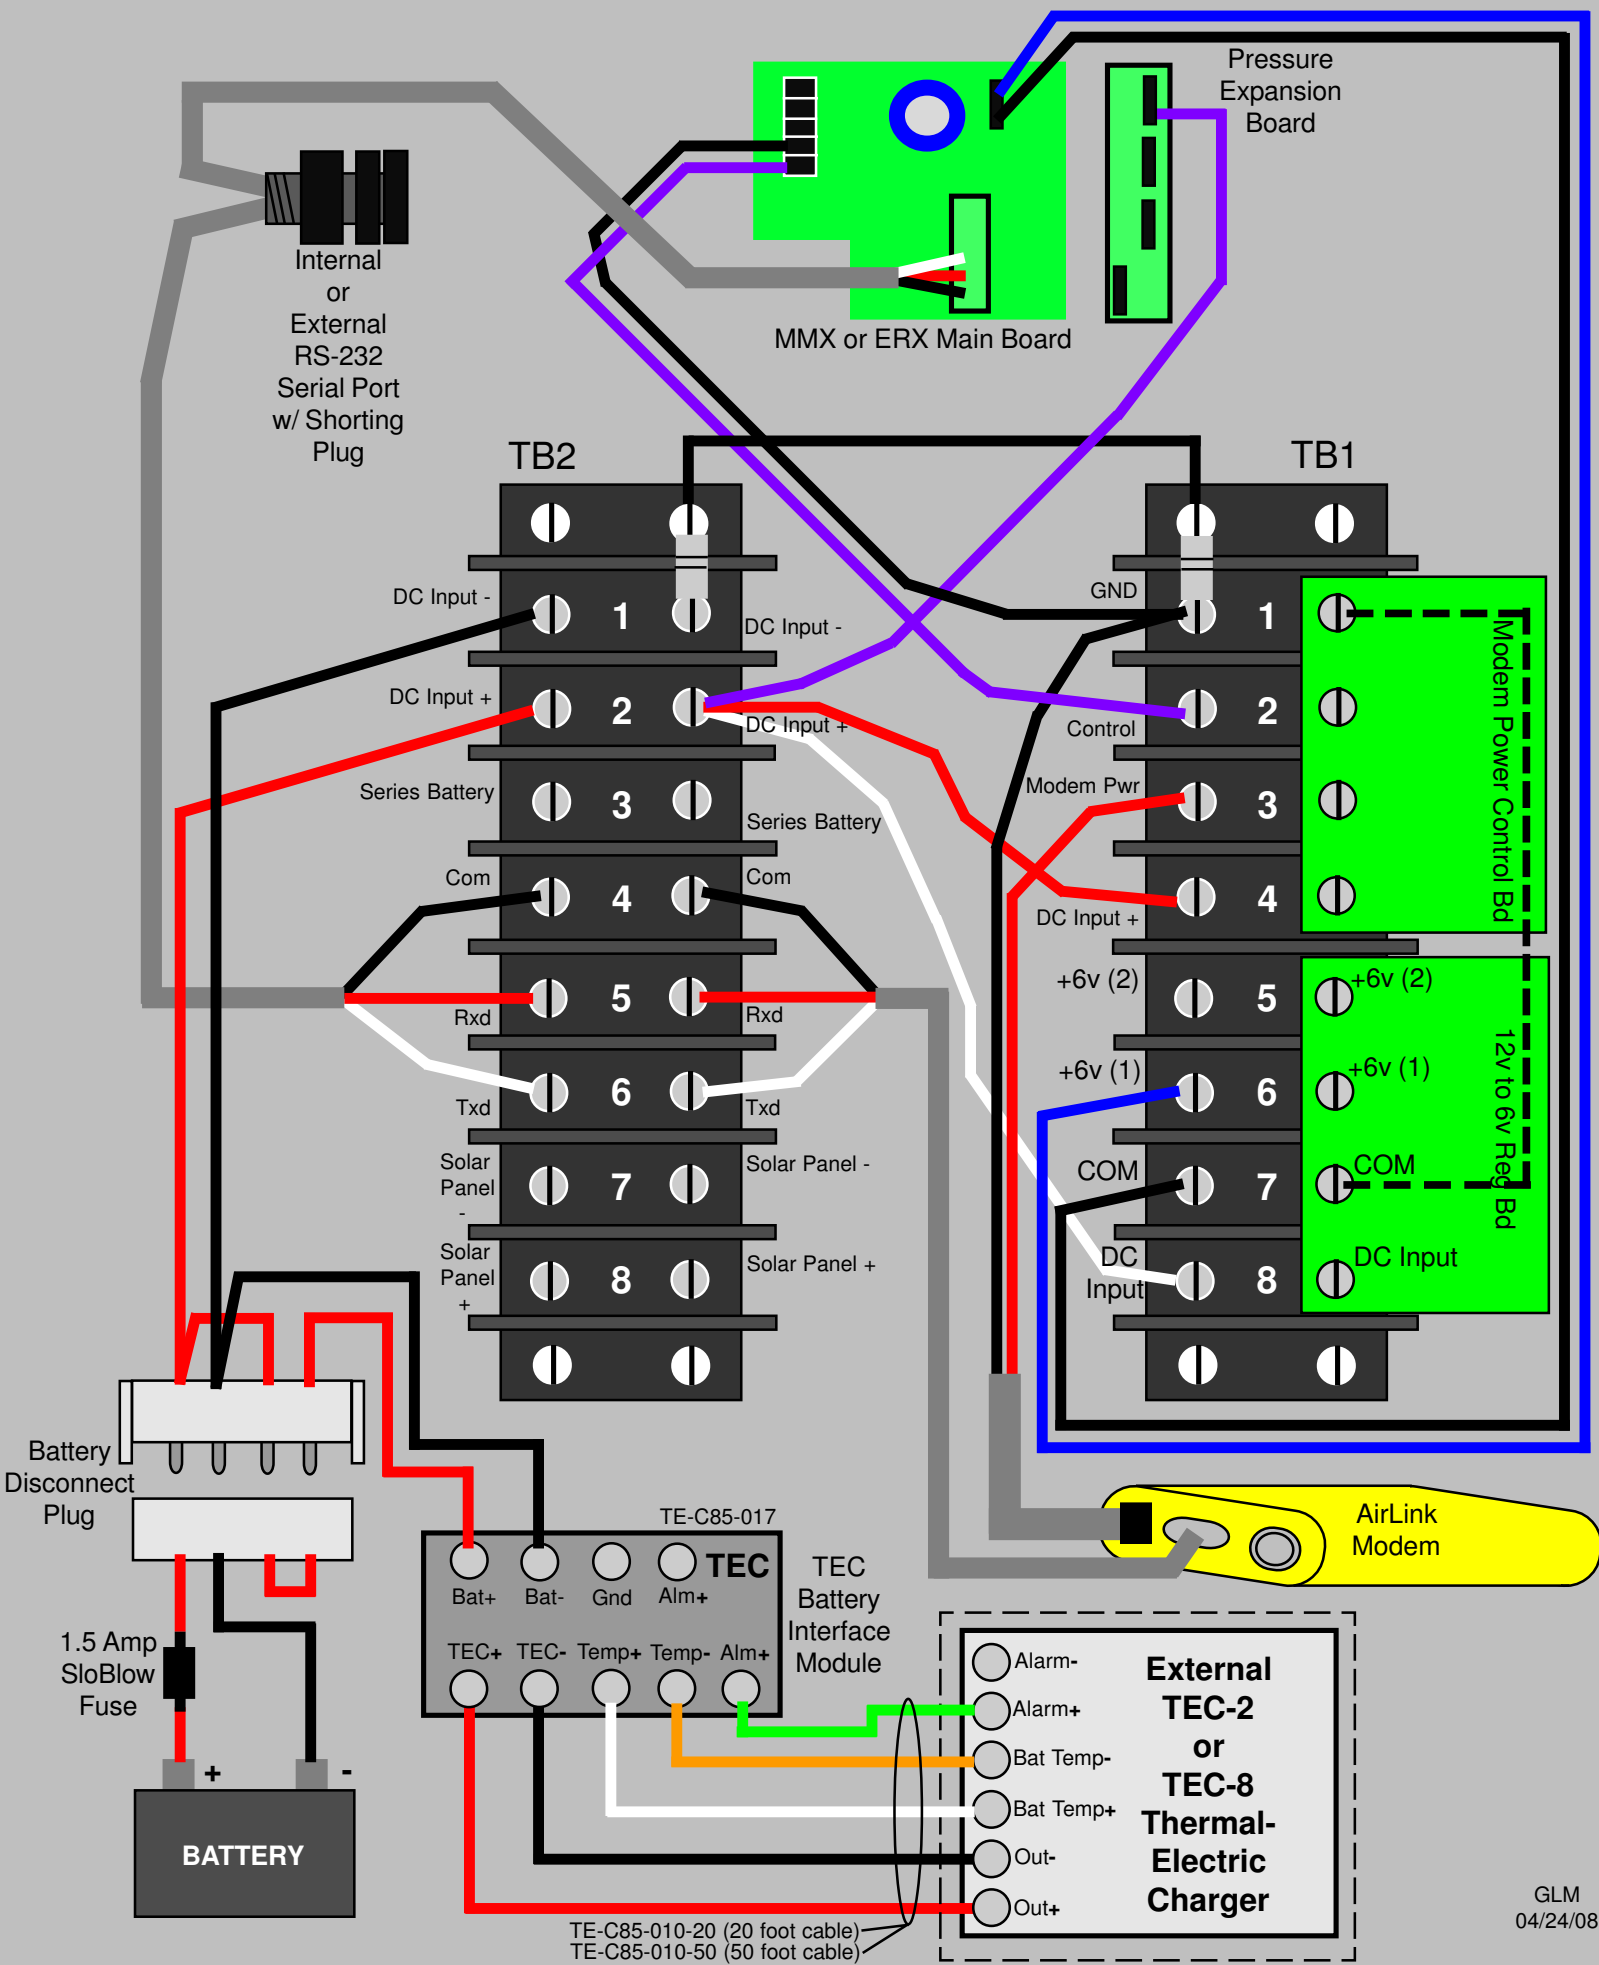 Pressure
Expansion
Board
Internal
or
External
RS-232
Serial Port
w/ Shorting
Plug
MMX or ERX Main Board
TB2
TB1
DC Input -
1
DC Input -
DC Input +
2
DC Input +
Series Battery
3
Series Battery
Com
4
Com
5
Rxd
Rxd
6
Txd
Txd
Solar
Panel
-
7
Solar Panel -
Solar
Panel
+
8
Solar Panel +
GND
1
Control
2
Modem Pwr
3
DC Input +
4
Modem Power Control Bd
+6v (2)
5
+6v (2)
+6v (1)
6
+6v (1)
COM
7
COM
DC
Input
8
DC Input
12v to 6v Reg Bd
Battery
Disconnect
Plug
1.5 Amp
SloBlow
Fuse
+
-
BATTERY
TE-C85-017
TEC
Bat+
Bat-
Gnd
Alm+
TEC+
TEC-
Temp+
Temp-
Alm+
TEC
Battery
Interface
Module
AirLink
Modem
Alarm-
Alarm+
Bat Temp-
Bat Temp+
Out-
Out+
External
TEC-2
or
TEC-8
Thermal-
Electric
Charger
TE-C85-010-20 (20 foot cable)
TE-C85-010-50 (50 foot cable)
GLM
04/24/08